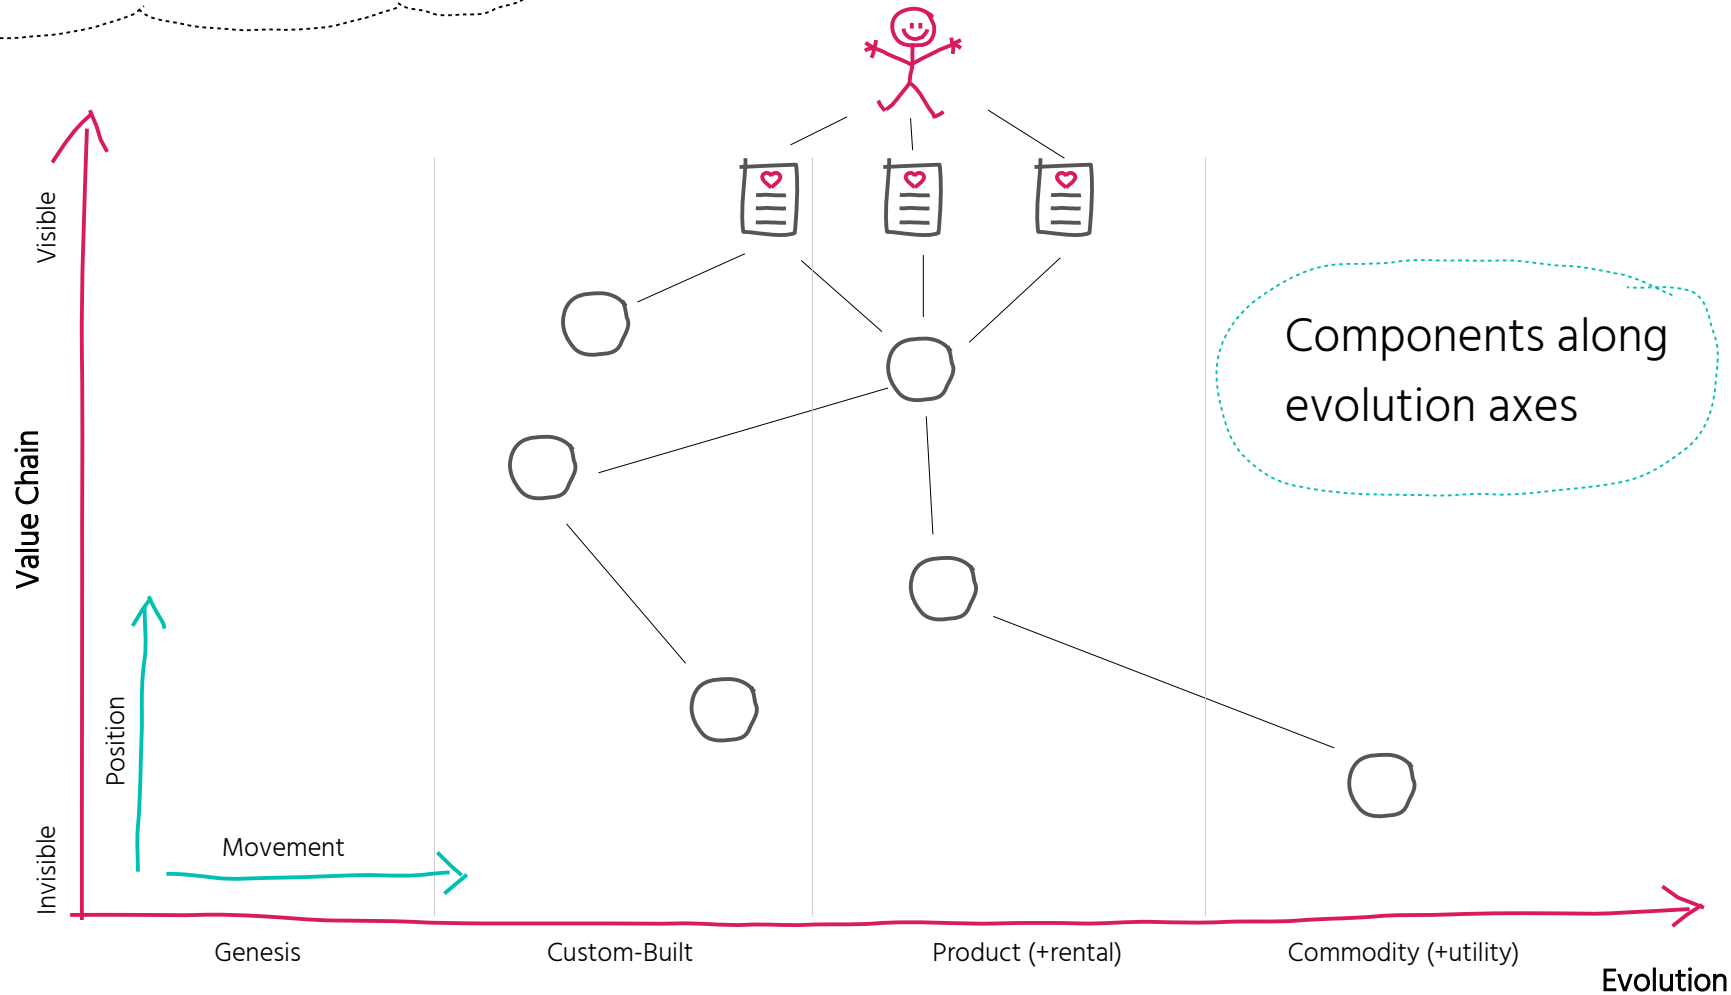 Visible
Components along
evolution axes
Value Chain
Position
Movement
Invisible
Genesis
Custom-Built
Product (+rental)
Commodity (+utility)
Evolution